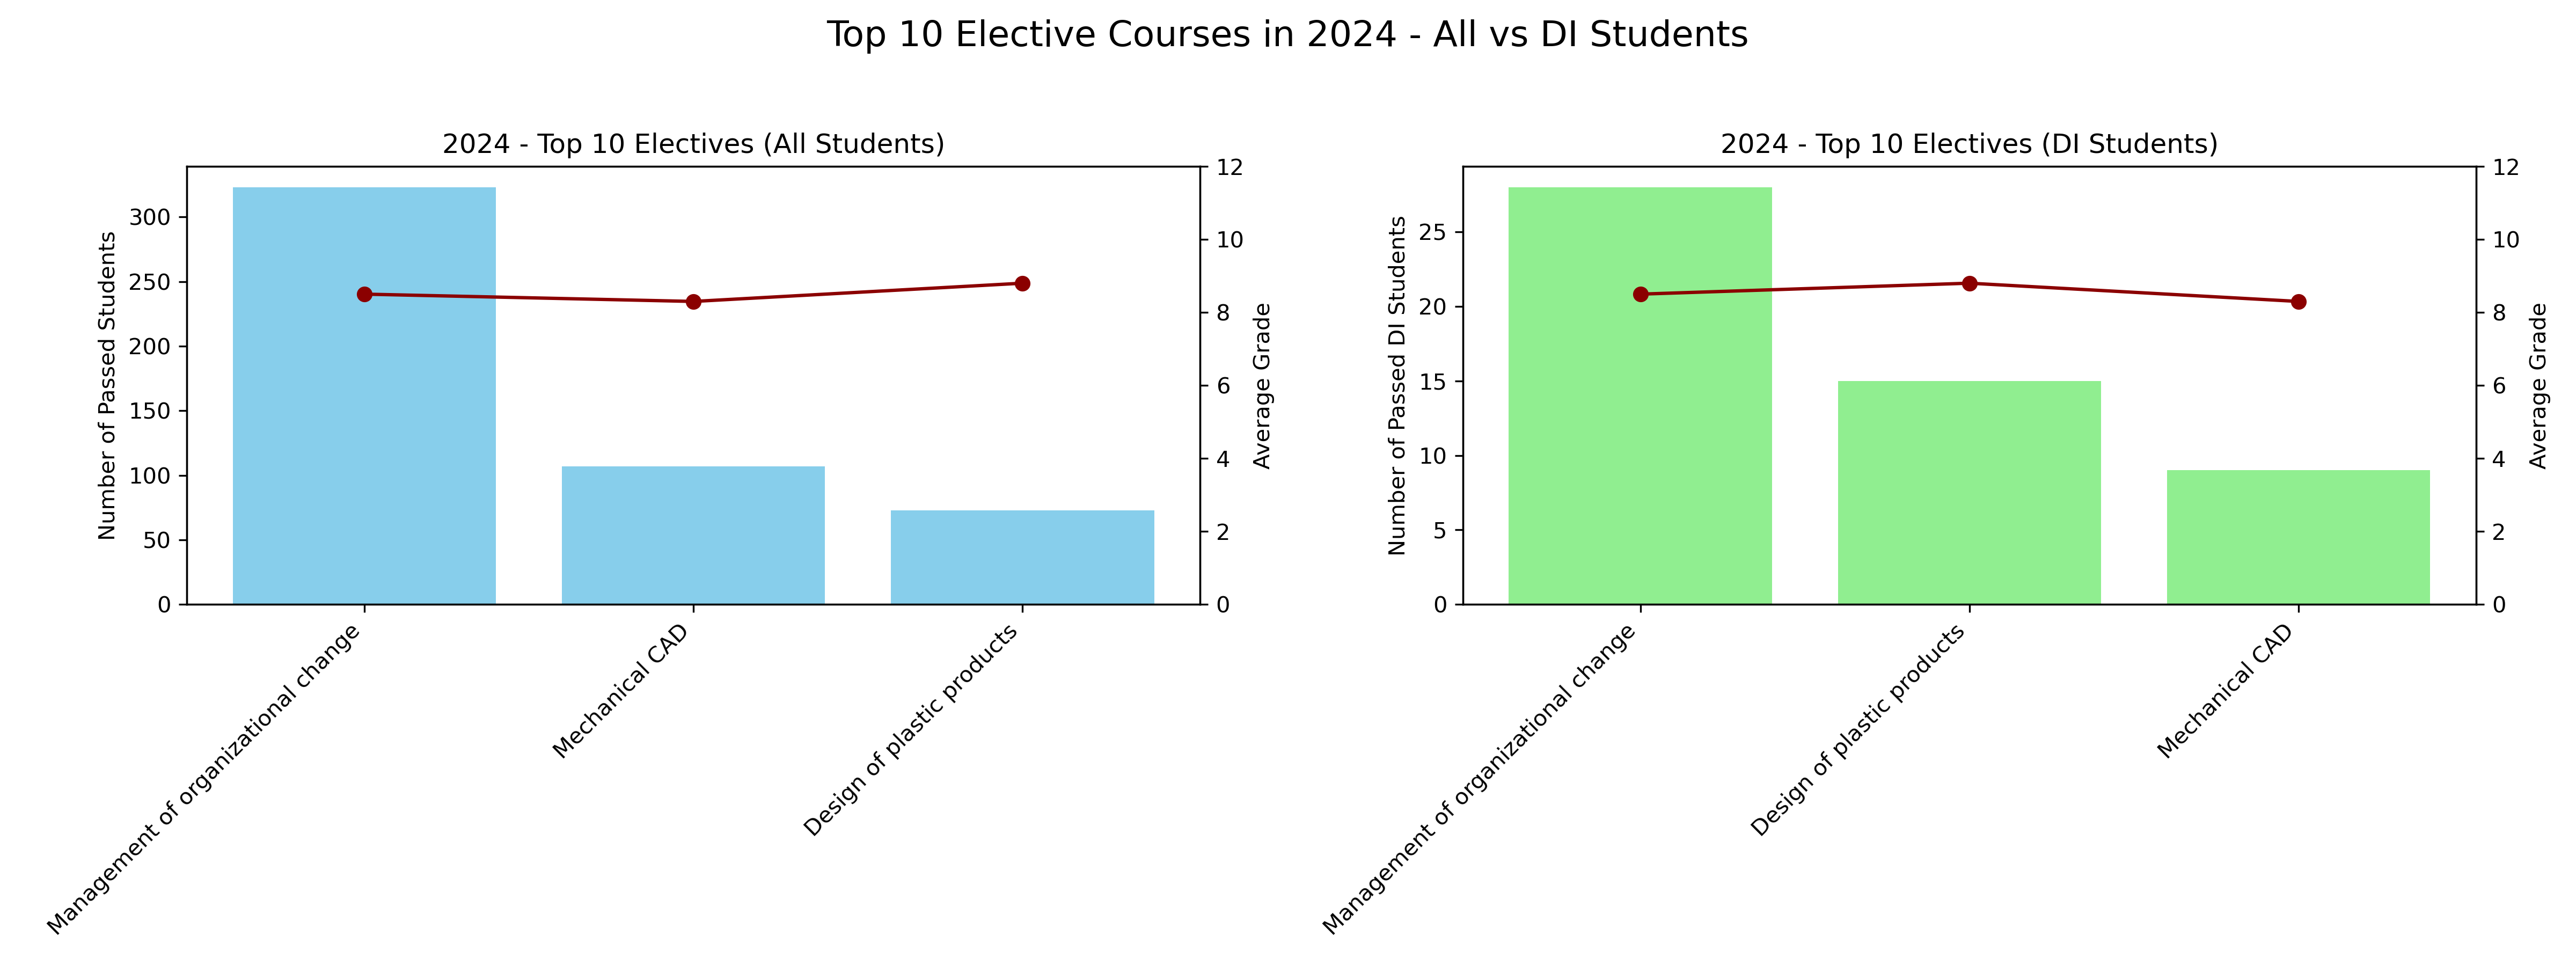 Top 10 Elective Courses in 2024 - All vs DI Students
2024 - Top 10 Electives (All Students)
Number of Passed Students
300
250
200
150
100
50
0
12
10
8
6
4
2
0
Average Grade
Management of organizational change
Mechanical CAD
Design of plastic products
2024 - Top 10 Electives (DI Students)
Number of Passed DI Students
25
20
15
10
5
0
12
10
8
6
4
2
0
Average Grade
Management of organizational change
Design of plastic products
Mechanical CAD